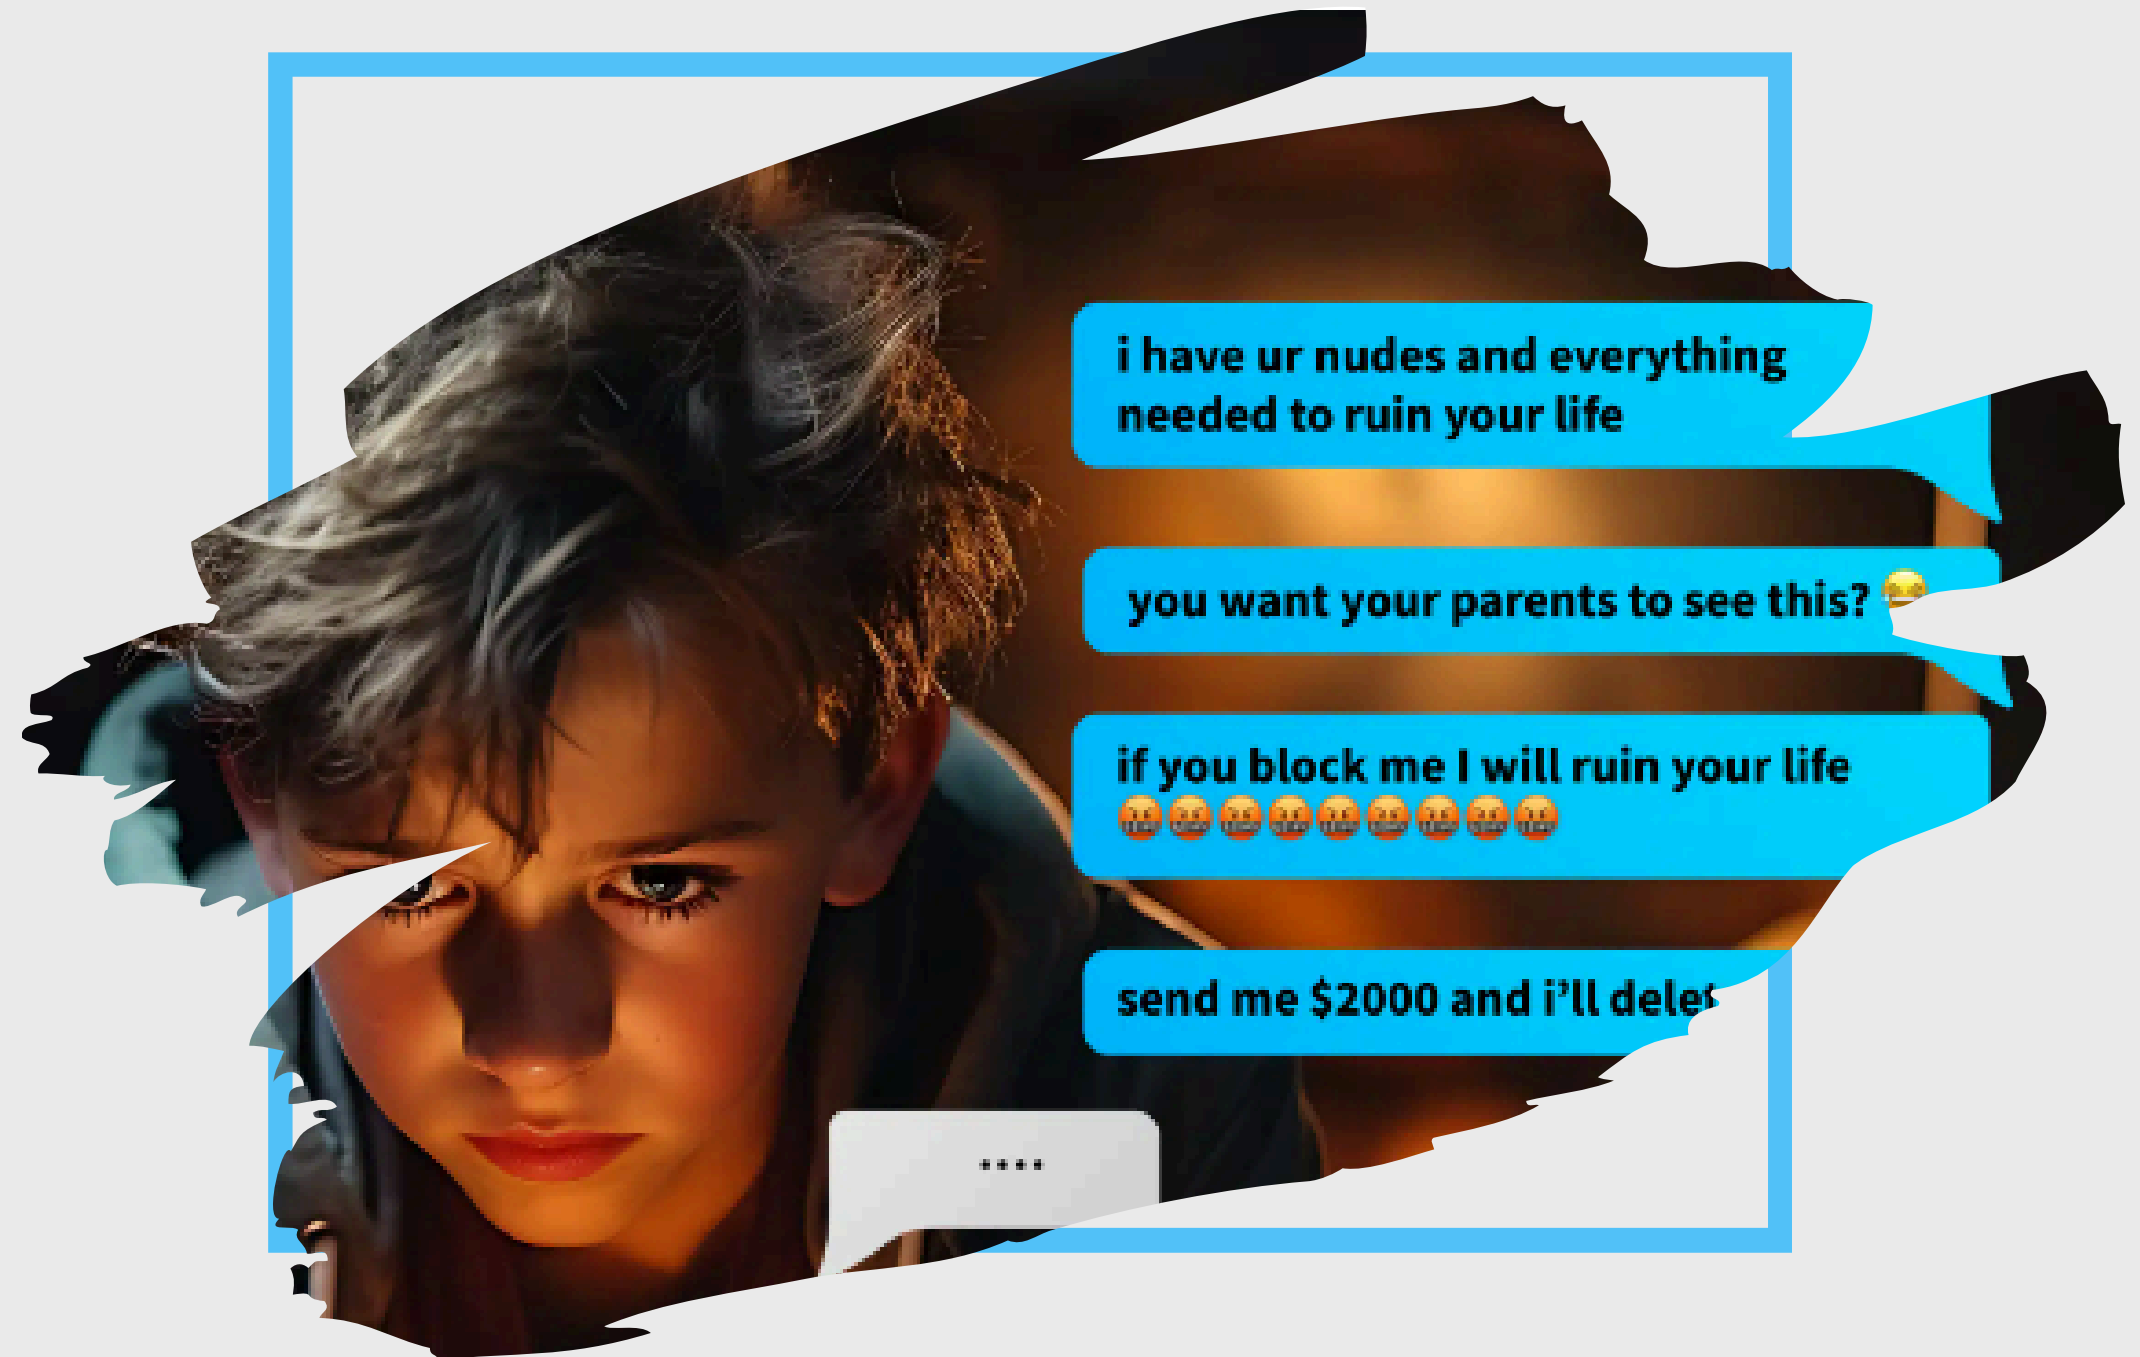 i have ur nudes and everything
needed to ruin your life
you want your parents to see this? 😂
if you block me I will ruin your life
🤬🤬🤬🤬🤬🤬🤬🤬🤬
send me $2000 and i’ll delet
....